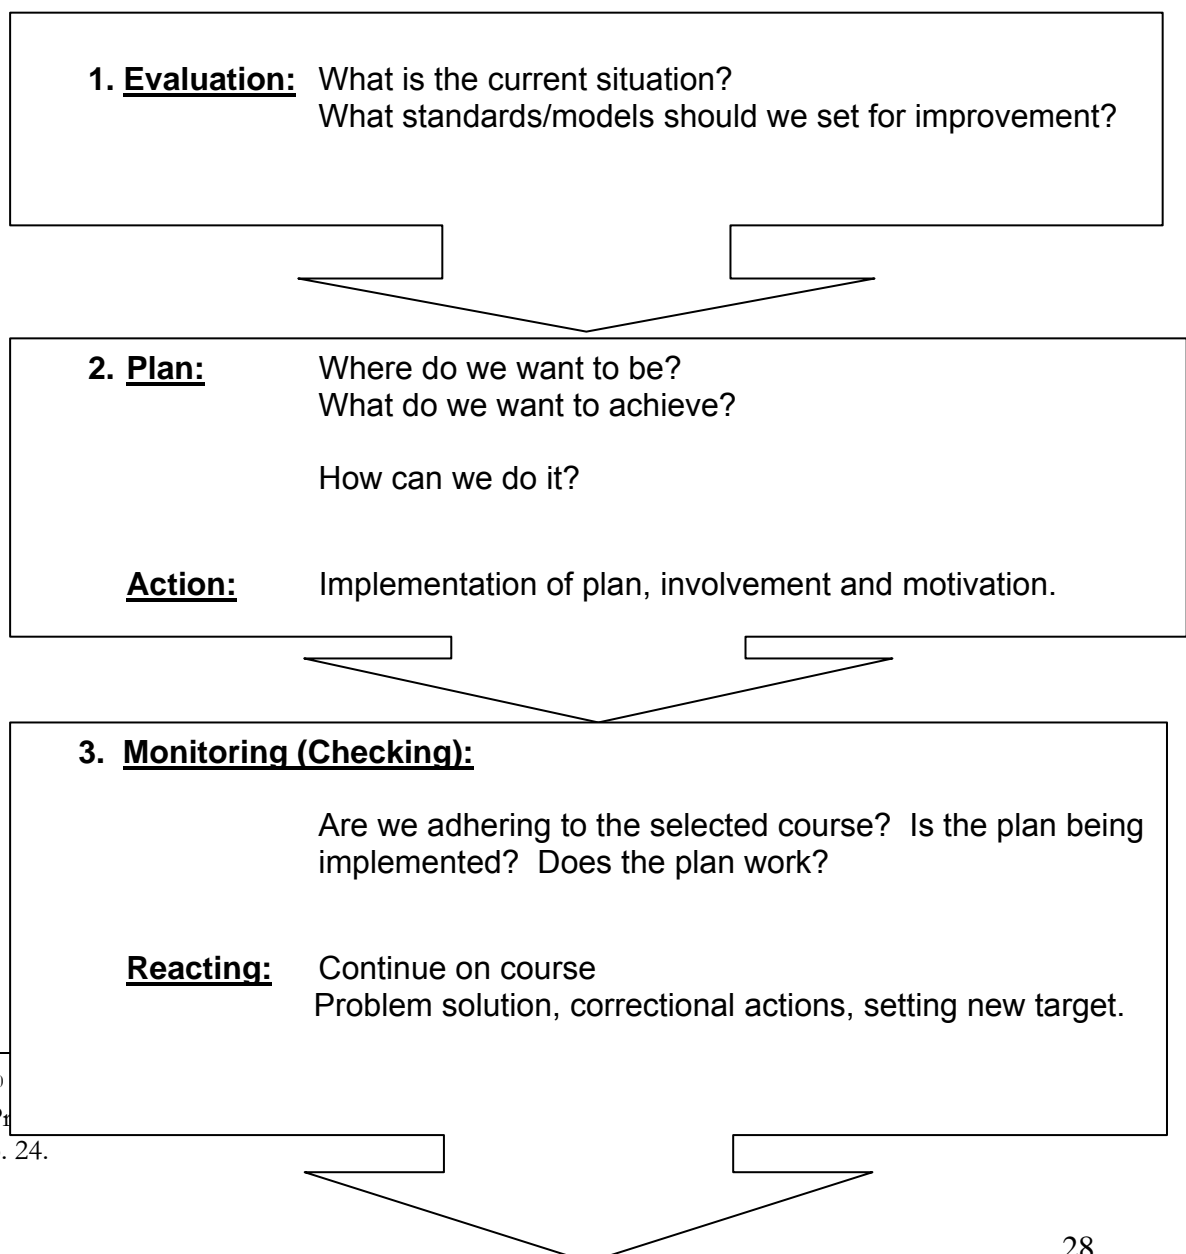 1. Evaluation: What is the current situation?
What standards/models should we set for improvement?
2. Plan: Where do we want to be?
What do we want to achieve?
How can we do it?
Action: Implementation of plan, involvement and motivation.
3. Monitoring (Checking):
Are we adhering to the selected course? Is the plan being
implemented? Does the plan work?
Reacting: Continue on course
Problem solution, correctional actions, setting new target.
. 24.
28